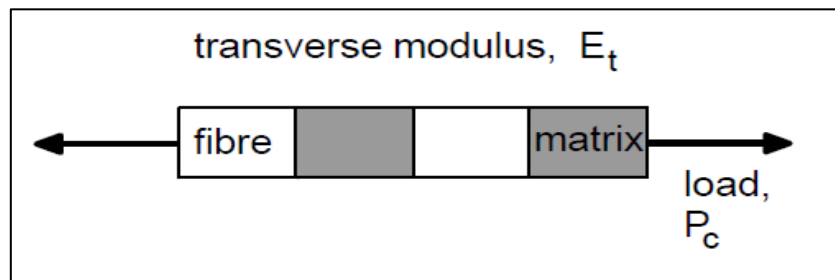 transverse modulus, Eₜ
fibre matrix
load,
P꜀